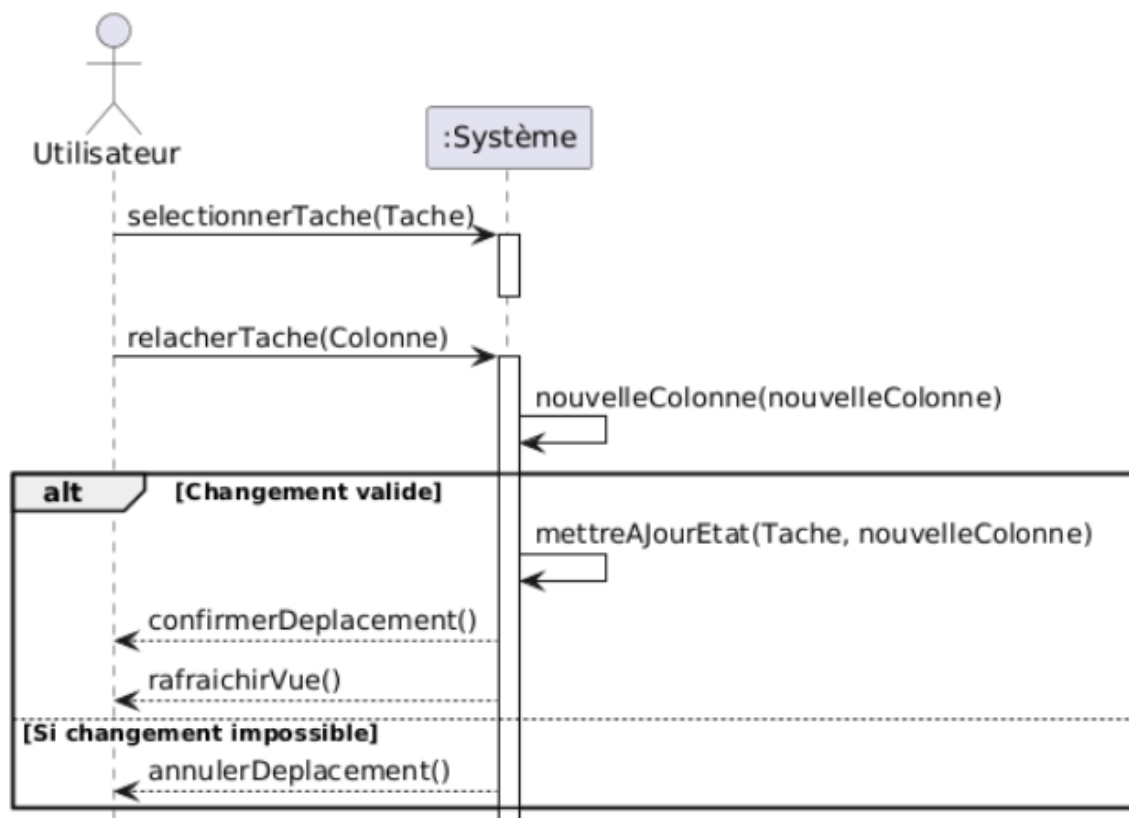 Utilisateur
:Système
selectionnerTache(Tache)
relacherTache(Colonne)
nouvelleColonne(nouvelleColonne)
alt [Changement valide]
mettreAJourEtat(Tache, nouvelleColonne)
confirmerDeplacement()
rafraichirVue()
[Si changement impossible]
annulerDeplacement()